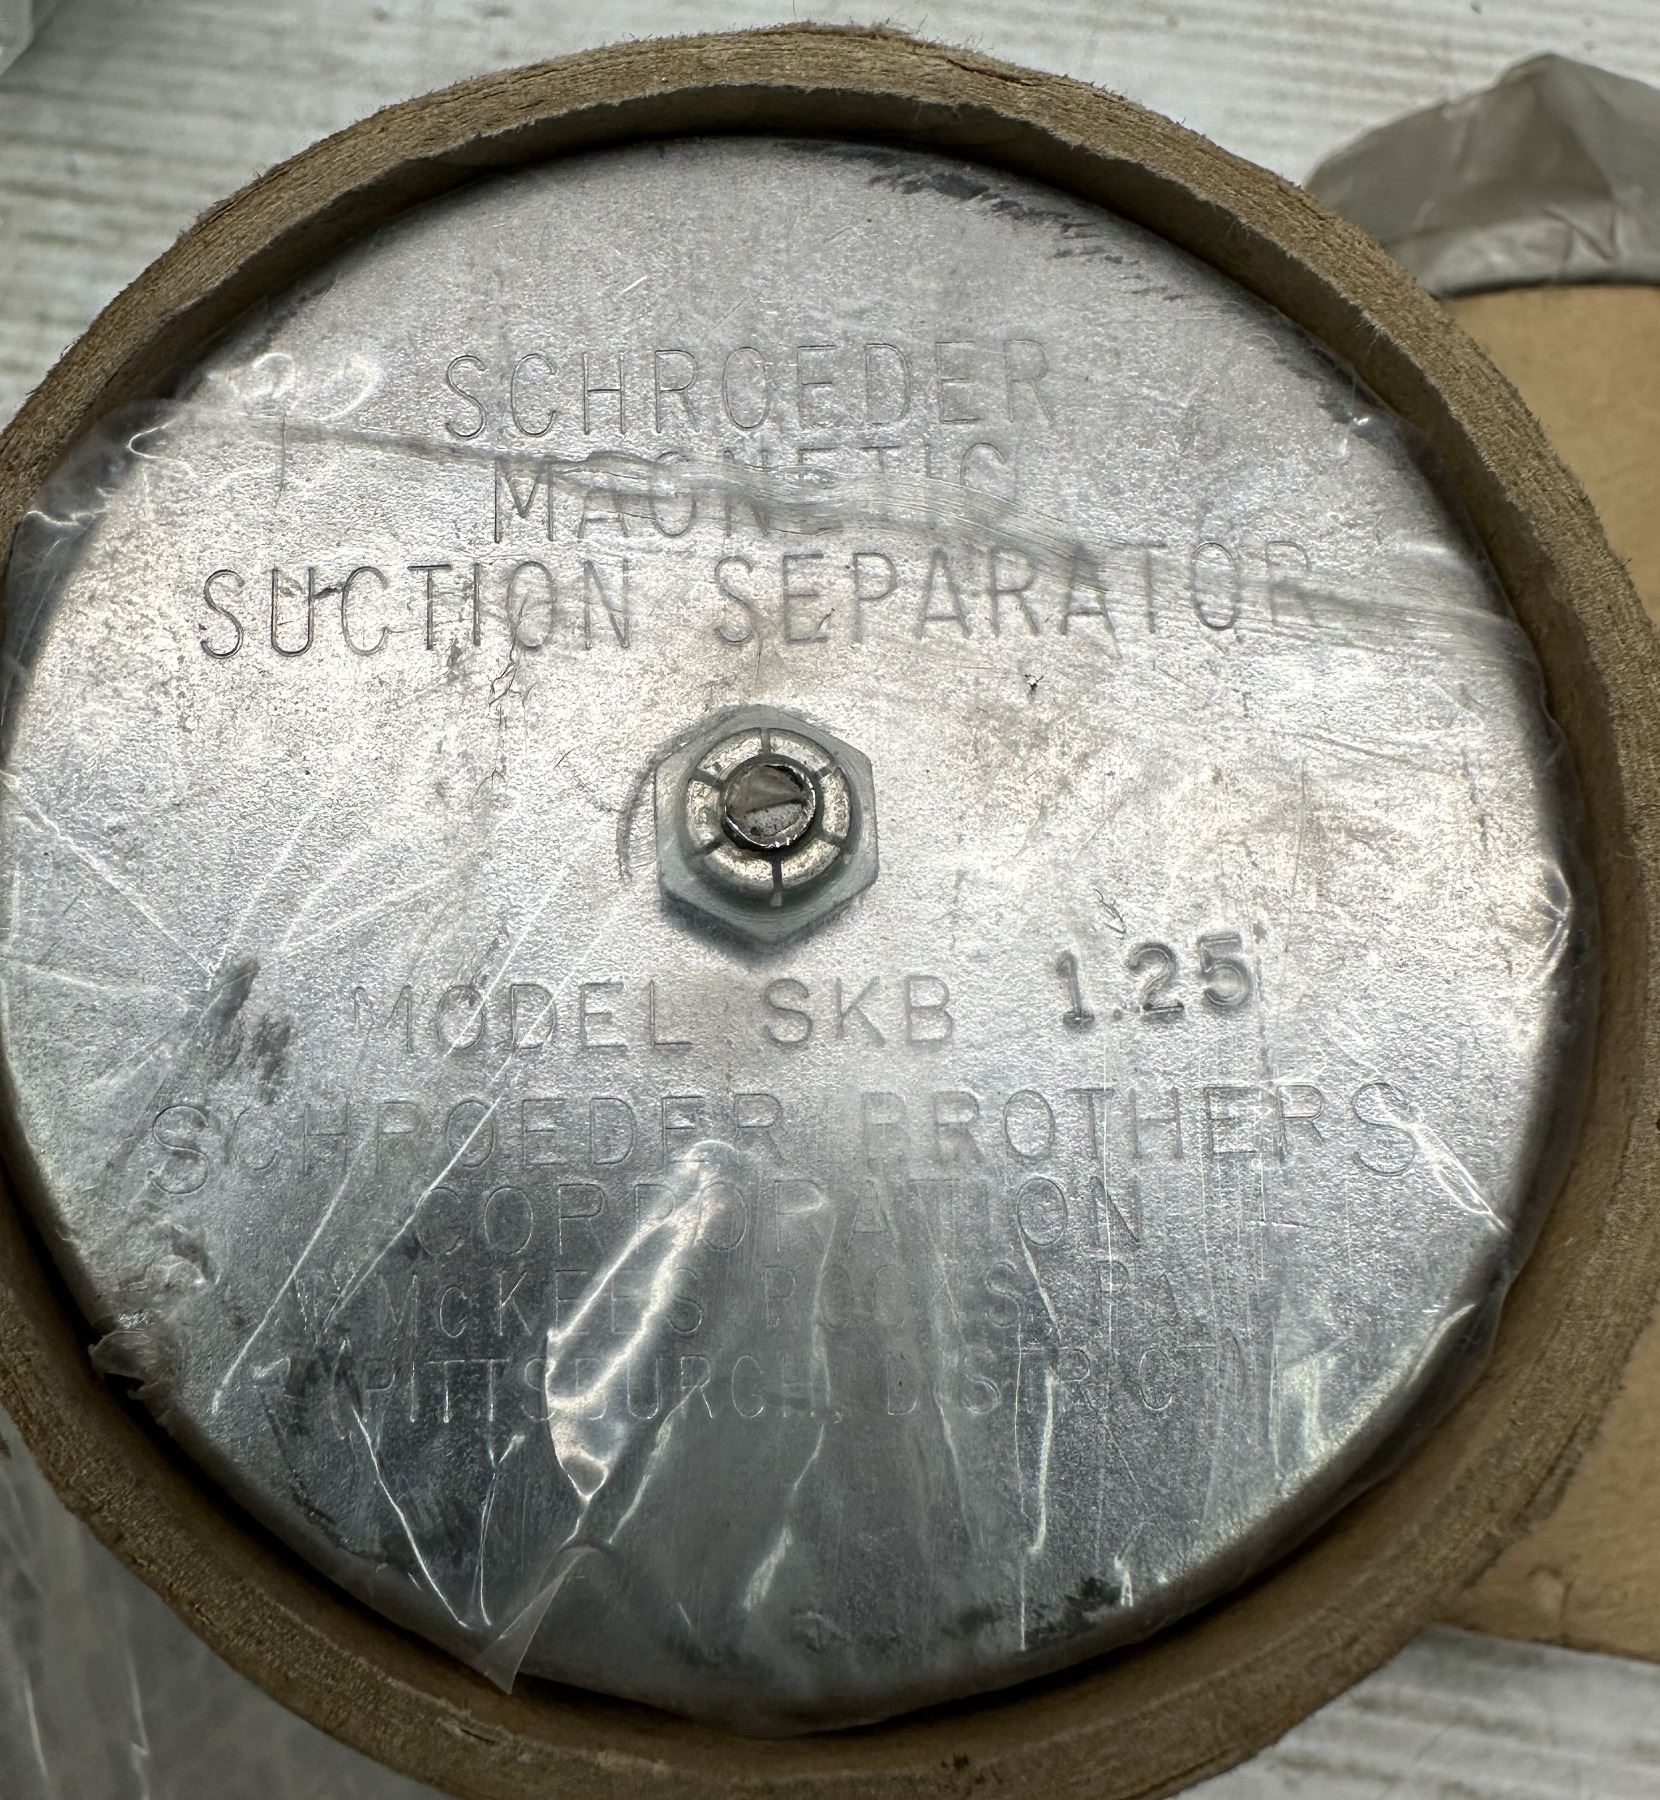 SCHROEDER
MAGNETIC
SUCTION SEPARATOR
MODEL SKB 1.25
SCHROEDER BROTHERS
CORPORATION
McKEES ROCKS, PA.
(PITTSBURGH DISTRICT)